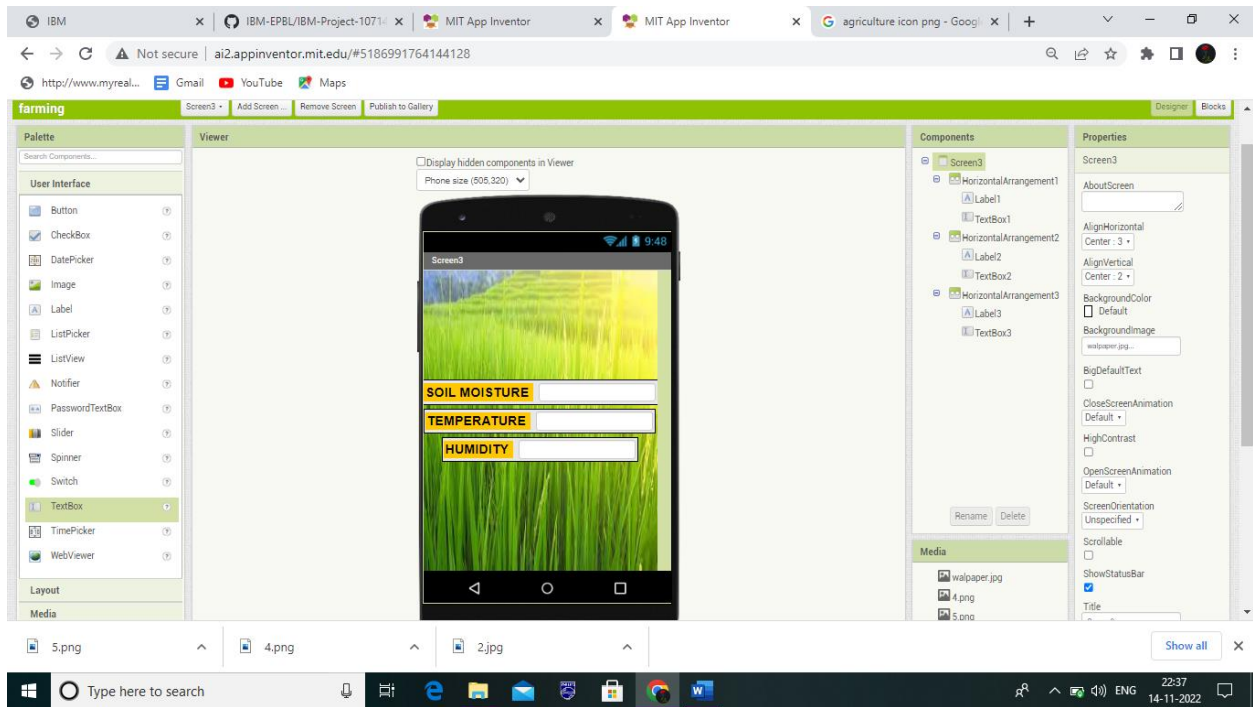 IBM
IBM-EPBL/IBM-Project-1071
MIT App Inventor
MIT App Inventor
agriculture icon png - Googl
Not secure
ai2.appinventor.mit.edu/#5186991764144128
http://www.myreal...
Gmail
YouTube
Maps
farming
Screen3
Add Screen ...
Remove Screen
Publish to Gallery
Designer
Blocks
Palette
Search Components...
User Interface
Button
CheckBox
DatePicker
Image
Label
ListPicker
ListView
Notifier
PasswordTextBox
Slider
Spinner
Switch
TextBox
TimePicker
WebViewer
Layout
Media
Viewer
Display hidden components in Viewer
Phone size (505,320)
9:48
Screen3
SOIL MOISTURE
TEMPERATURE
HUMIDITY
Components
Screen3
HorizontalArrangement1
Label1
TextBox1
HorizontalArrangement2
Label2
TextBox2
HorizontalArrangement3
Label3
TextBox3
Rename
Delete
Media
walpaper.jpg
4.png
5.png
Properties
Screen3
AboutScreen
AlignHorizontal
Center : 3
AlignVertical
Center : 2
BackgroundColor
Default
BackgroundImage
walpaper.jpg...
BigDefaultText
CloseScreenAnimation
Default
HighContrast
OpenScreenAnimation
Default
ScreenOrientation
Unspecified
Scrollable
ShowStatusBar
Title
5.png
4.png
2.jpg
Show all
Type here to search
ENG
22:37
14-11-2022